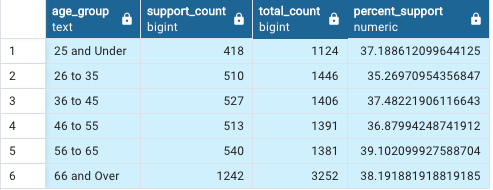 age_group support_count total_count percent_support
text bigint bigint numeric
1 25 and Under 418 1124 37.188612099644125
2 26 to 35 510 1446 35.26970954356847
3 36 to 45 527 1406 37.48221906116643
4 46 to 55 513 1391 36.87994248741912
5 56 to 65 540 1381 39.102099927588704
6 66 and Over 1242 3252 38.191881918819185